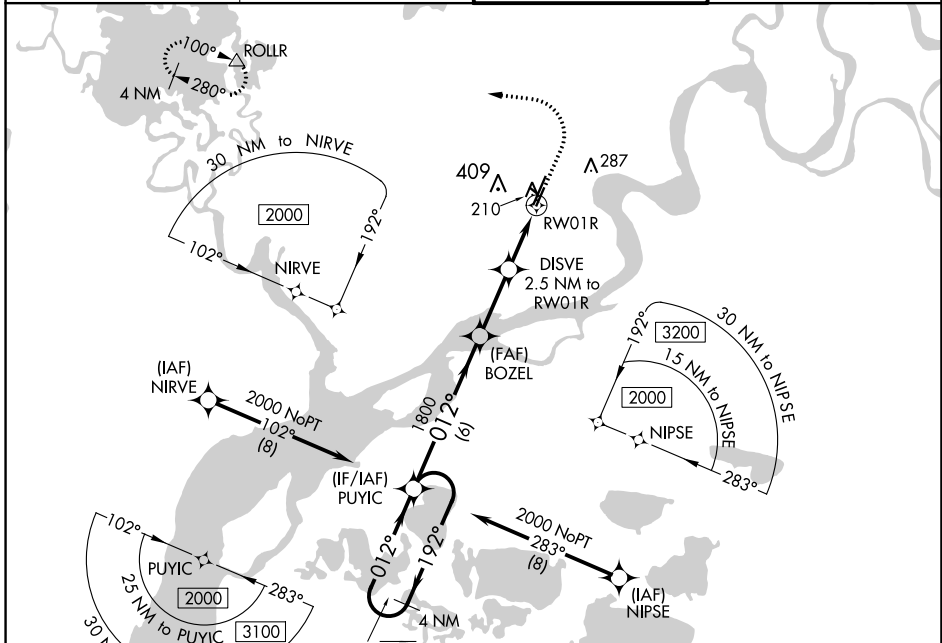 100°
ROLLR
4 NM
280°
30 NM to NIRVE
2000
192°
102°
NIRVE
409
287
210
RW01R
DISVE
2.5 NM to
RW01R
(FAF)
BOZEL
(IAF)
NIRVE
2000 NoPT
102°
(8)
1800
012°
(6)
192°
3200
30 NM to NIPSE
15 NM to NIPSE
2000
NIPSE
283°
(IF/IAF)
PUYIC
012°
192°
4 NM
2000 NoPT
283°
(8)
(IAF)
NIPSE
102°
PUYIC
283°
2000
25 NM to PUYIC
3100